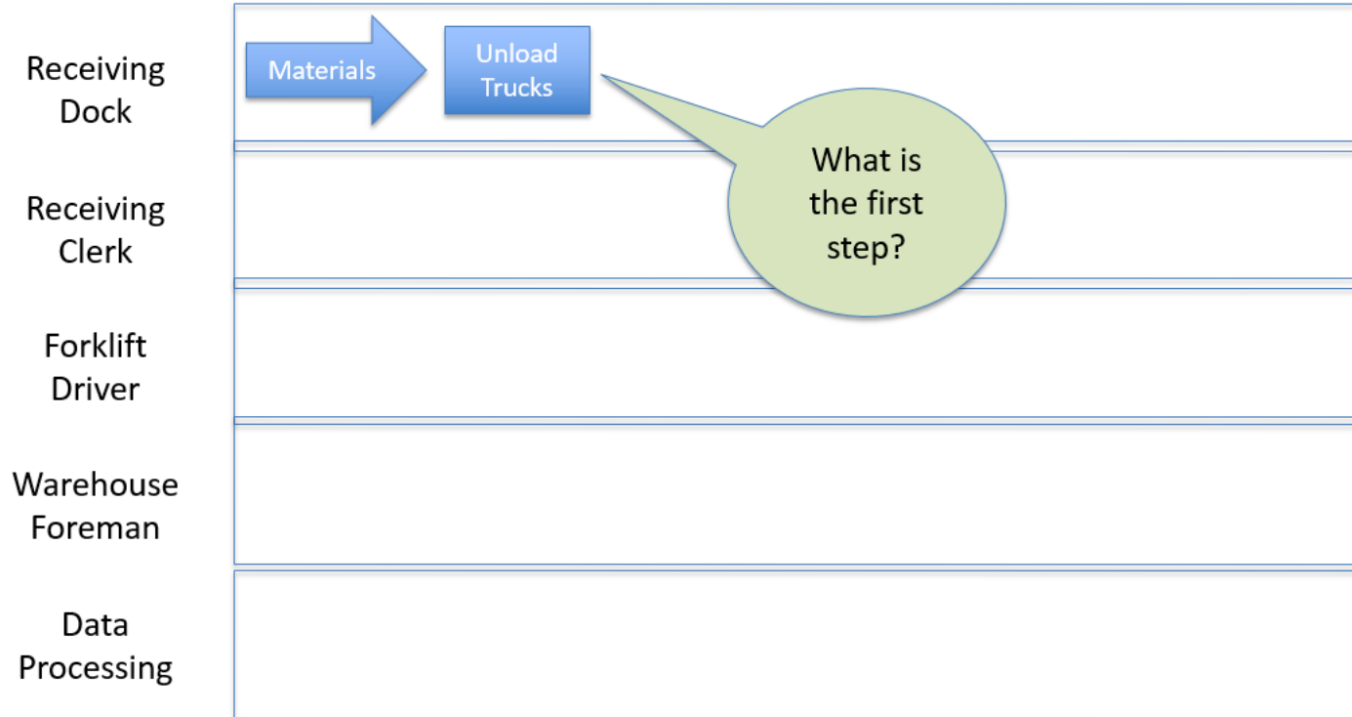 Receiving
Dock
Materials
Unload
Trucks
What is
the first
step?
Receiving
Clerk
Forklift
Driver
Warehouse
Foreman
Data
Processing